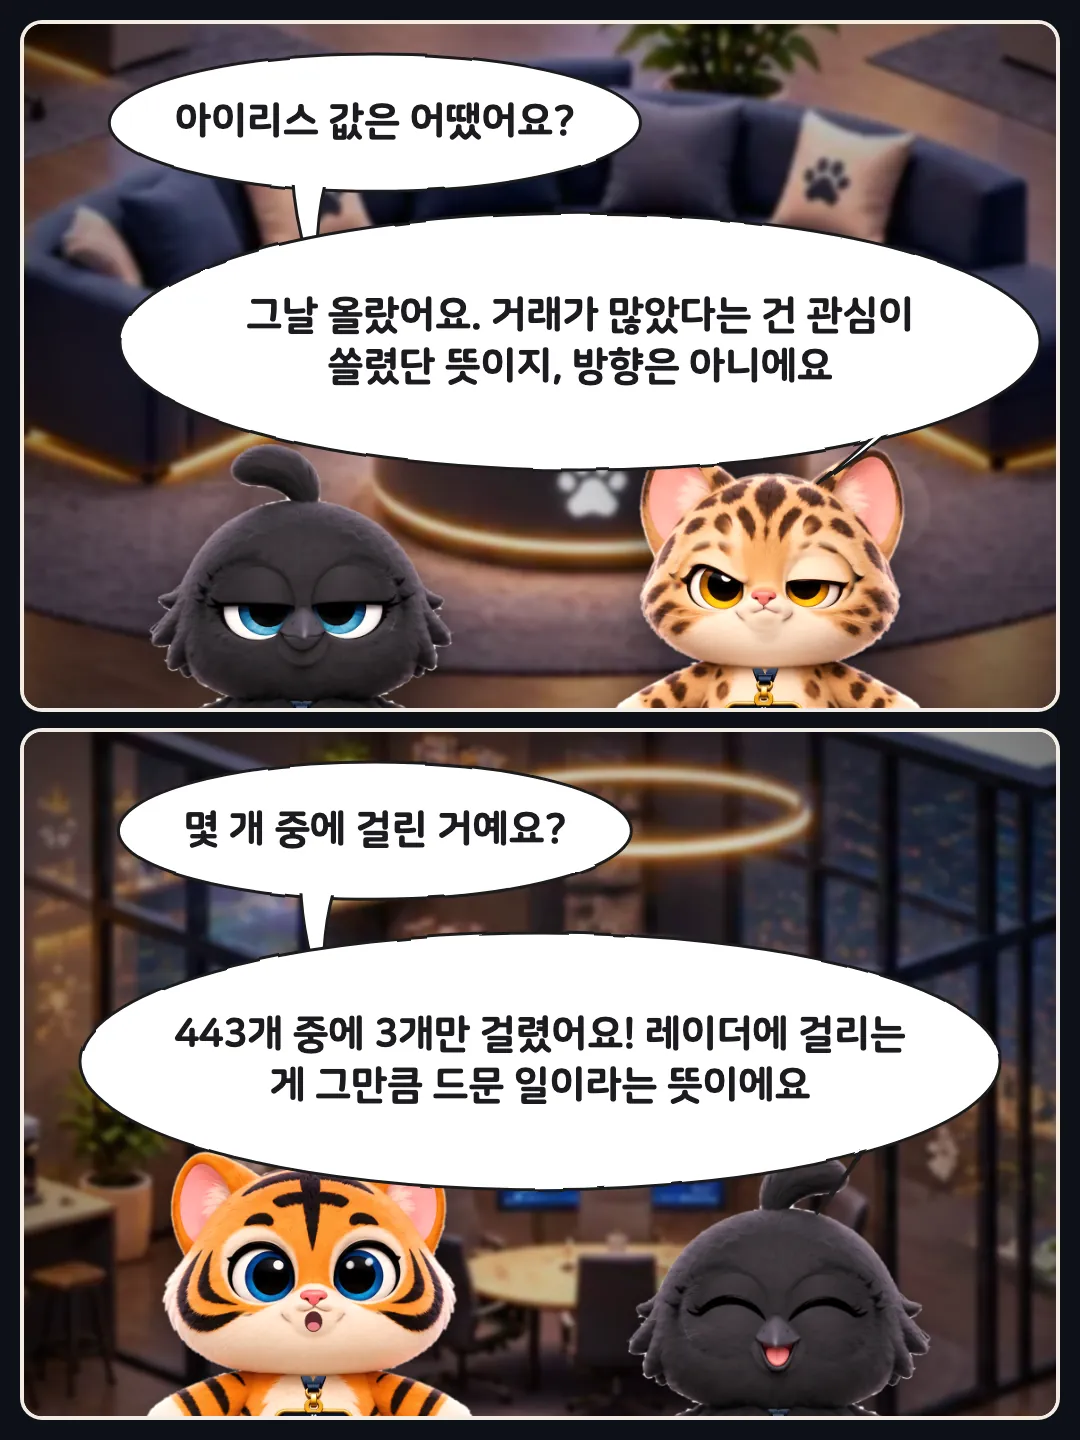 아이리스 값은 어땠어요?
그날 올랐어요. 거래가 많았다는 건 관심이
쏠렸단 뜻이지, 방향은 아니에요
몇 개 중에 걸린 거예요?
443개 중에 3개만 걸렸어요! 레이더에 걸리는
게 그만큼 드문 일이라는 뜻이에요